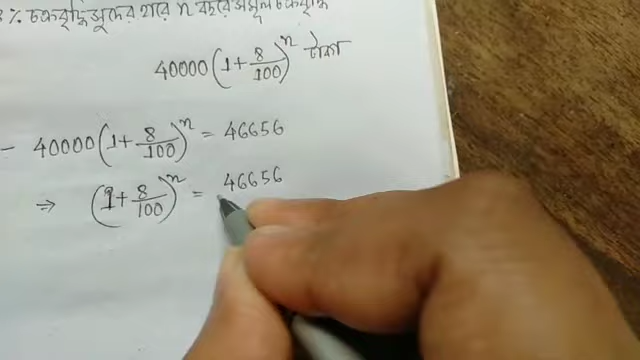 % চক্রবৃদ্ধি সুদের হারে n বছরে সমূল চক্রবৃদ্ধি
40000(1+8/100)^n টাকা
– 40000(1+8/100)^n = 46656
⇒ (1+8/100)^n = 46656